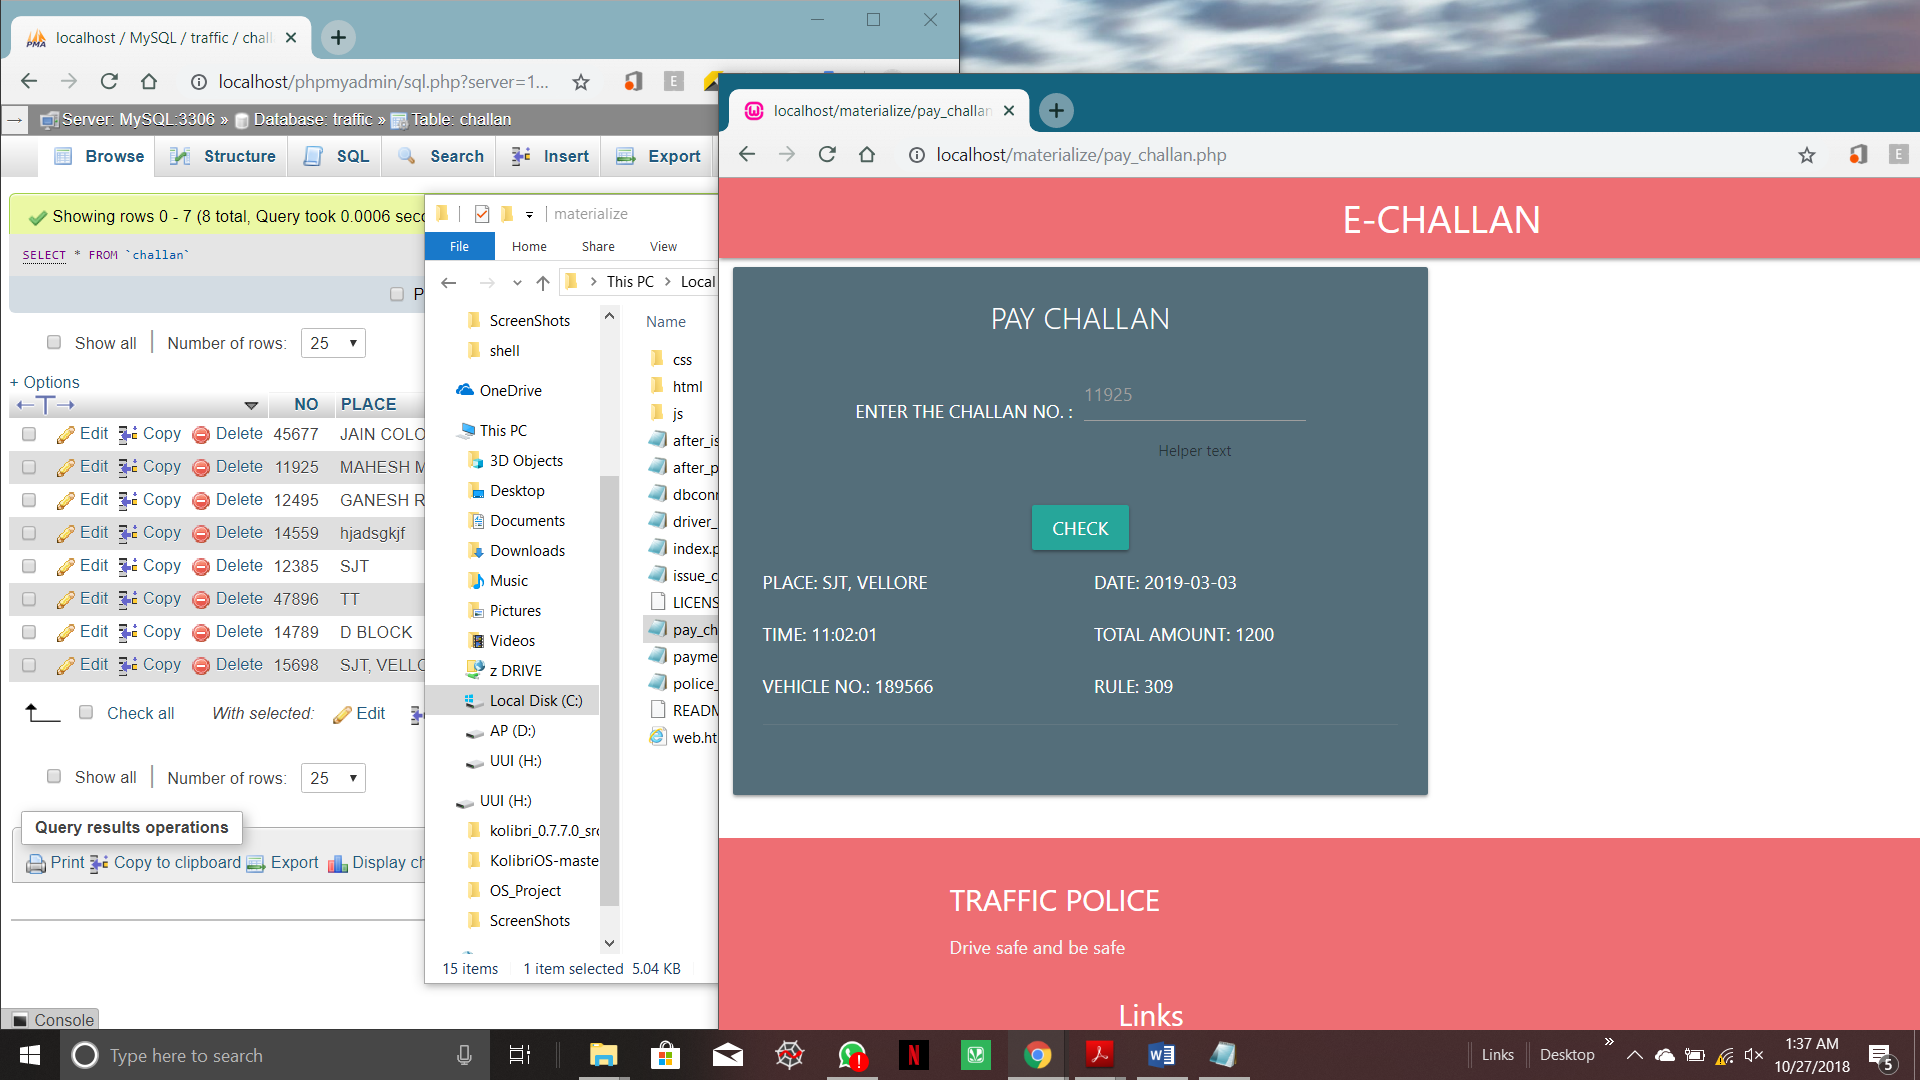 localhost / MySQL / traffic / chall
localhost/phpmyadmin/sql.php?server=1...
Server: MySQL:3306 » Database: traffic » Table: challan
Browse Structure SQL Search Insert Export
Showing rows 0 - 7 (8 total, Query took 0.0006 seco
SELECT * FROM `challan`
P
Show all Number of rows: 25
+ Options
NO PLACE
Edit Copy Delete 45677 JAIN COLO
Edit Copy Delete 11925 MAHESH M
Edit Copy Delete 12495 GANESH R
Edit Copy Delete 14559 hjadsgkjf
Edit Copy Delete 12385 SJT
Edit Copy Delete 47896 TT
Edit Copy Delete 14789 D BLOCK
Edit Copy Delete 15698 SJT, VELLO
Check all With selected: Edit
Show all Number of rows: 25
Query results operations
Print Copy to clipboard Export Display ch
Console
materialize
File Home Share View
This PC Local
ScreenShots
shell
OneDrive
This PC
3D Objects
Desktop
Documents
Downloads
Music
Pictures
Videos
z DRIVE
Local Disk (C:)
AP (D:)
UUI (H:)
UUI (H:)
kolibri_0.7.7.0_src
KolibriOS-maste
OS_Project
ScreenShots
Name
css
html
js
after_is
after_p
dbconn
driver_
index.p
issue_c
LICENS
pay_ch
payme
police_
READM
web.ht
15 items 1 item selected 5.04 KB
localhost/materialize/pay_challan
localhost/materialize/pay_challan.php
E
E
E-CHALLAN
PAY CHALLAN
ENTER THE CHALLAN NO. : 11925
Helper text
CHECK
PLACE: SJT, VELLORE DATE: 2019-03-03
TIME: 11:02:01 TOTAL AMOUNT: 1200
VEHICLE NO.: 189566 RULE: 309
TRAFFIC POLICE
Drive safe and be safe
Links
Type here to search
Links Desktop
1:37 AM
10/27/2018
5